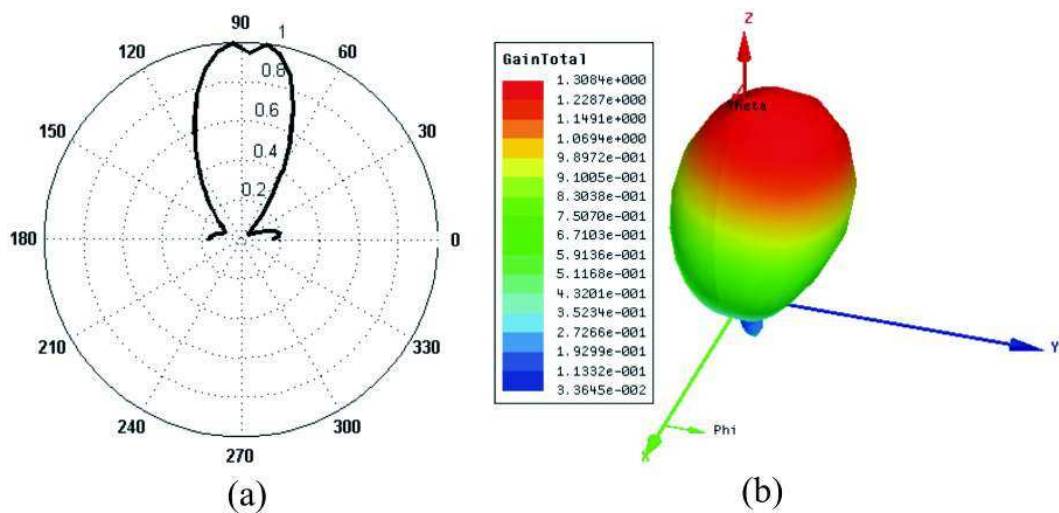 90
1
120
60
0.8
0.6
150
30
0.4
0.2
180
0
210
330
240
300
270
(a)
GainTotal
1.3084e+000
1.2287e+000
1.1491e+000
1.0694e+000
9.8972e-001
9.1005e-001
8.3038e-001
7.5070e-001
6.7103e-001
5.9136e-001
5.1168e-001
4.3201e-001
3.5234e-001
2.7266e-001
1.9299e-001
1.1332e-001
3.3645e-002
Z
Theta
Y
X
Phi
(b)